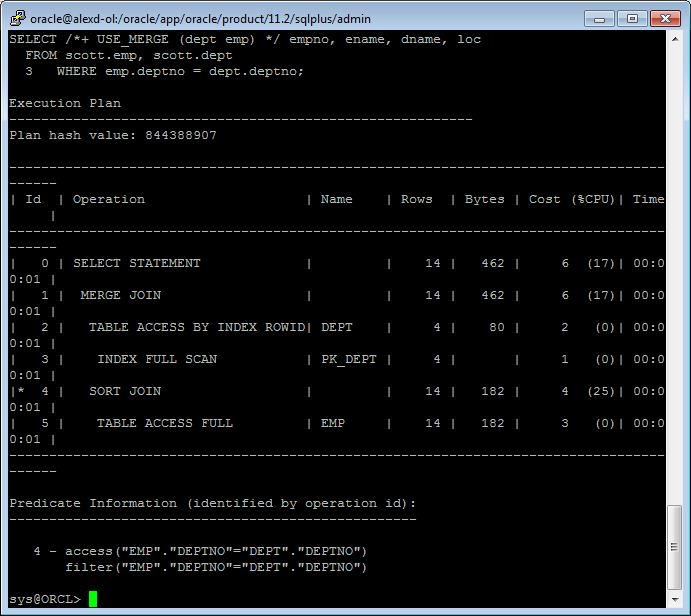 oracle@alexd-ol:/oracle/app/oracle/product/11.2/sqlplus/admin
SELECT /*+ USE_MERGE (dept emp) */ empno, ename, dname, loc
  FROM scott.emp, scott.dept
  3   WHERE emp.deptno = dept.deptno;

Execution Plan
----------------------------------------------------------
Plan hash value: 844388907

----------------------------------------------------------------------------------
------
| Id  | Operation                    | Name    | Rows  | Bytes | Cost (%CPU)| Time
     |
----------------------------------------------------------------------------------
------
|   0 | SELECT STATEMENT             |         |    14 |   462 |     6  (17)| 00:0
0:01 |
|   1 |  MERGE JOIN                  |         |    14 |   462 |     6  (17)| 00:0
0:01 |
|   2 |   TABLE ACCESS BY INDEX ROWID| DEPT    |     4 |    80 |     2   (0)| 00:0
0:01 |
|   3 |    INDEX FULL SCAN           | PK_DEPT |     4 |       |     1   (0)| 00:0
0:01 |
|*  4 |   SORT JOIN                  |         |    14 |   182 |     4  (25)| 00:0
0:01 |
|   5 |    TABLE ACCESS FULL         | EMP     |    14 |   182 |     3   (0)| 00:0
0:01 |
----------------------------------------------------------------------------------
------

Predicate Information (identified by operation id):
---------------------------------------------------

   4 - access("EMP"."DEPTNO"="DEPT"."DEPTNO")
       filter("EMP"."DEPTNO"="DEPT"."DEPTNO")

sys@ORCL>